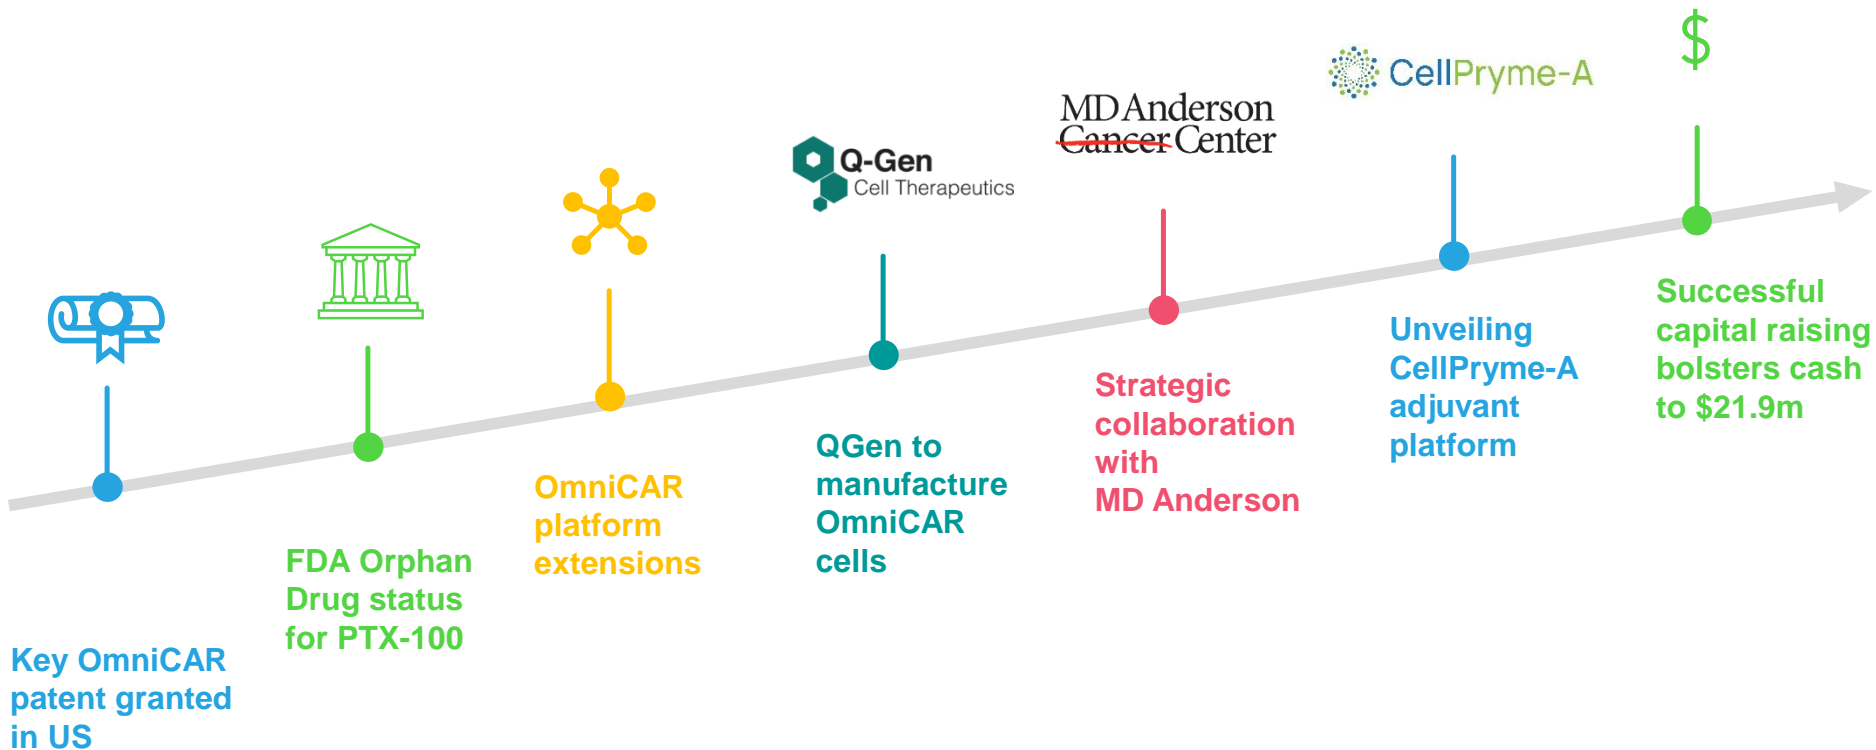 Key OmniCAR
patent granted
in US
FDA Orphan
Drug status
for PTX-100
OmniCAR
platform
extensions
Q-Gen
Cell Therapeutics
QGen to
manufacture
OmniCAR
cells
MD Anderson
Cancer Center
Strategic
collaboration
with
MD Anderson
CellPryme-A
Unveiling
CellPryme-A
adjuvant
platform
$
Successful
capital raising
bolsters cash
to $21.9m